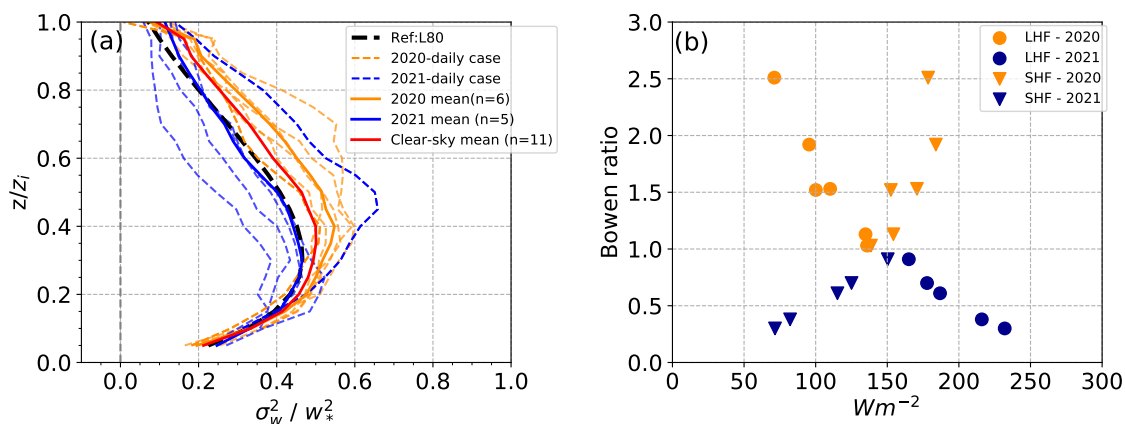 (a)
Ref:L80
2020-daily case
2021-daily case
2020 mean(n=6)
2021 mean (n=5)
Clear-sky mean (n=11)
1.0
0.8
0.6
0.4
0.2
0.0
z/z_i
0.0 0.2 0.4 0.6 0.8 1.0
σ_w^2 / w_*^2
(b)
LHF - 2020
LHF - 2021
SHF - 2020
SHF - 2021
3.0
2.5
2.0
1.5
1.0
0.5
0.0
Bowen ratio
0 50 100 150 200 250 300
Wm^{-2}